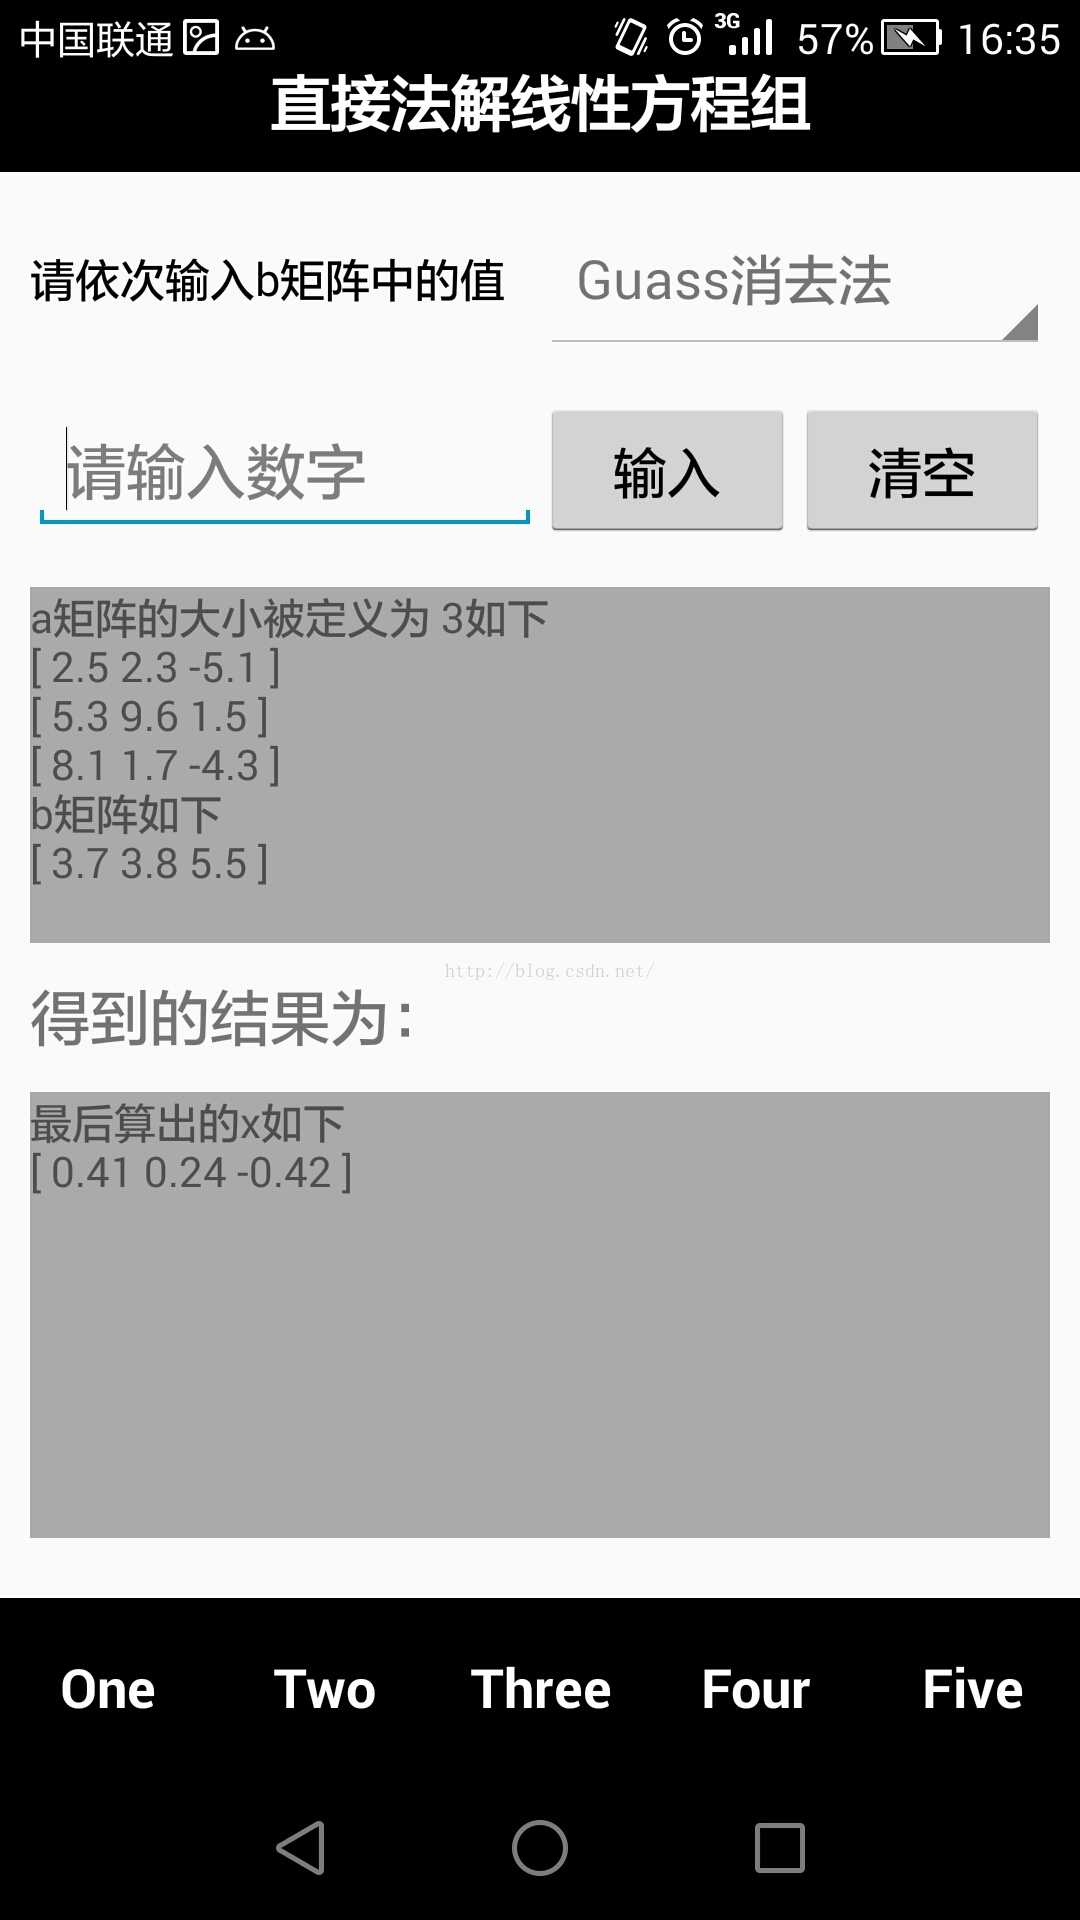 中国联通 3G 57% 16:35
直接法解线性方程组
请依次输入b矩阵中的值 Guass消去法
请输入数字 输入 清空
a矩阵的大小被定义为 3如下
[ 2.5 2.3 -5.1 ]
[ 5.3 9.6 1.5 ]
[ 8.1 1.7 -4.3 ]
b矩阵如下
[ 3.7 3.8 5.5 ]
http://blog.csdn.net/
得到的结果为：
最后算出的x如下
[ 0.41 0.24 -0.42 ]
One Two Three Four Five